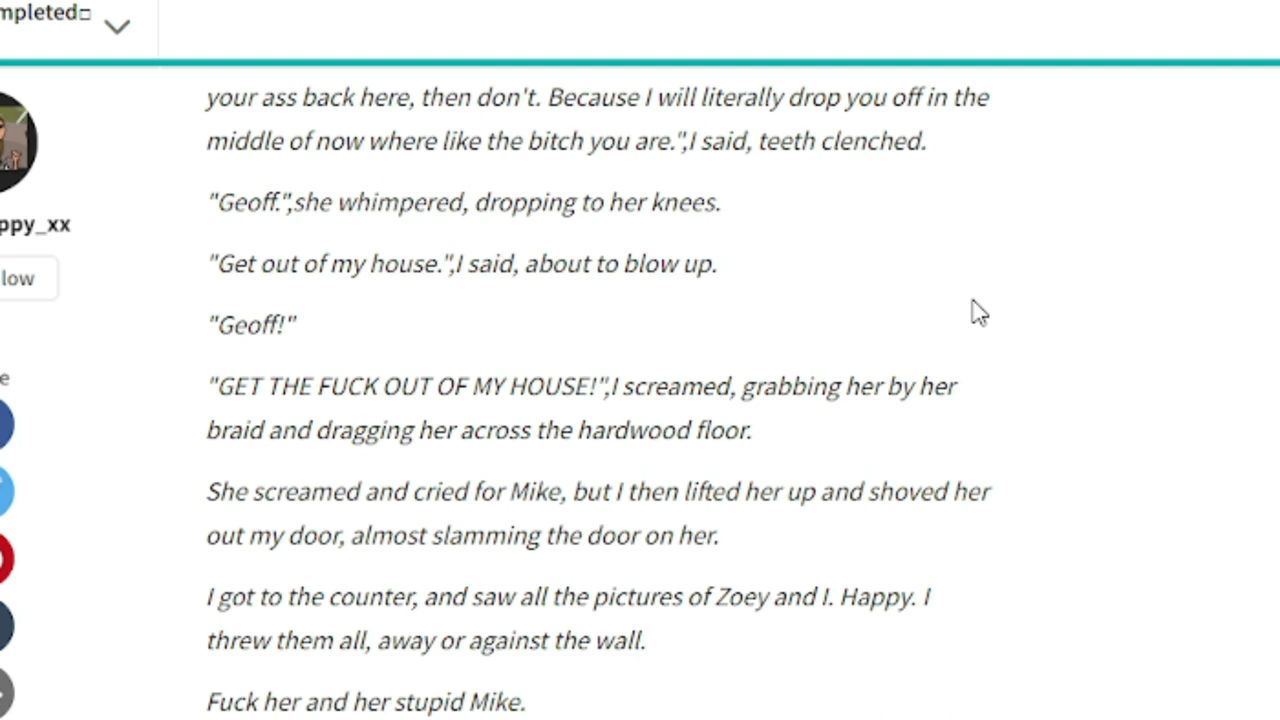 mpleted
your ass back here, then don't. Because I will literally drop you off in the
middle of now where like the bitch you are.",I said, teeth clenched.
"Geoff.",she whimpered, dropping to her knees.
ppy_xx
"Get out of my house.",I said, about to blow up.
low
"Geoff!"
e
"GET THE FUCK OUT OF MY HOUSE!",I screamed, grabbing her by her
braid and dragging her across the hardwood floor.
She screamed and cried for Mike, but I then lifted her up and shoved her
out my door, almost slamming the door on her.
I got to the counter, and saw all the pictures of Zoey and I. Happy. I
threw them all, away or against the wall.
Fuck her and her stupid Mike.